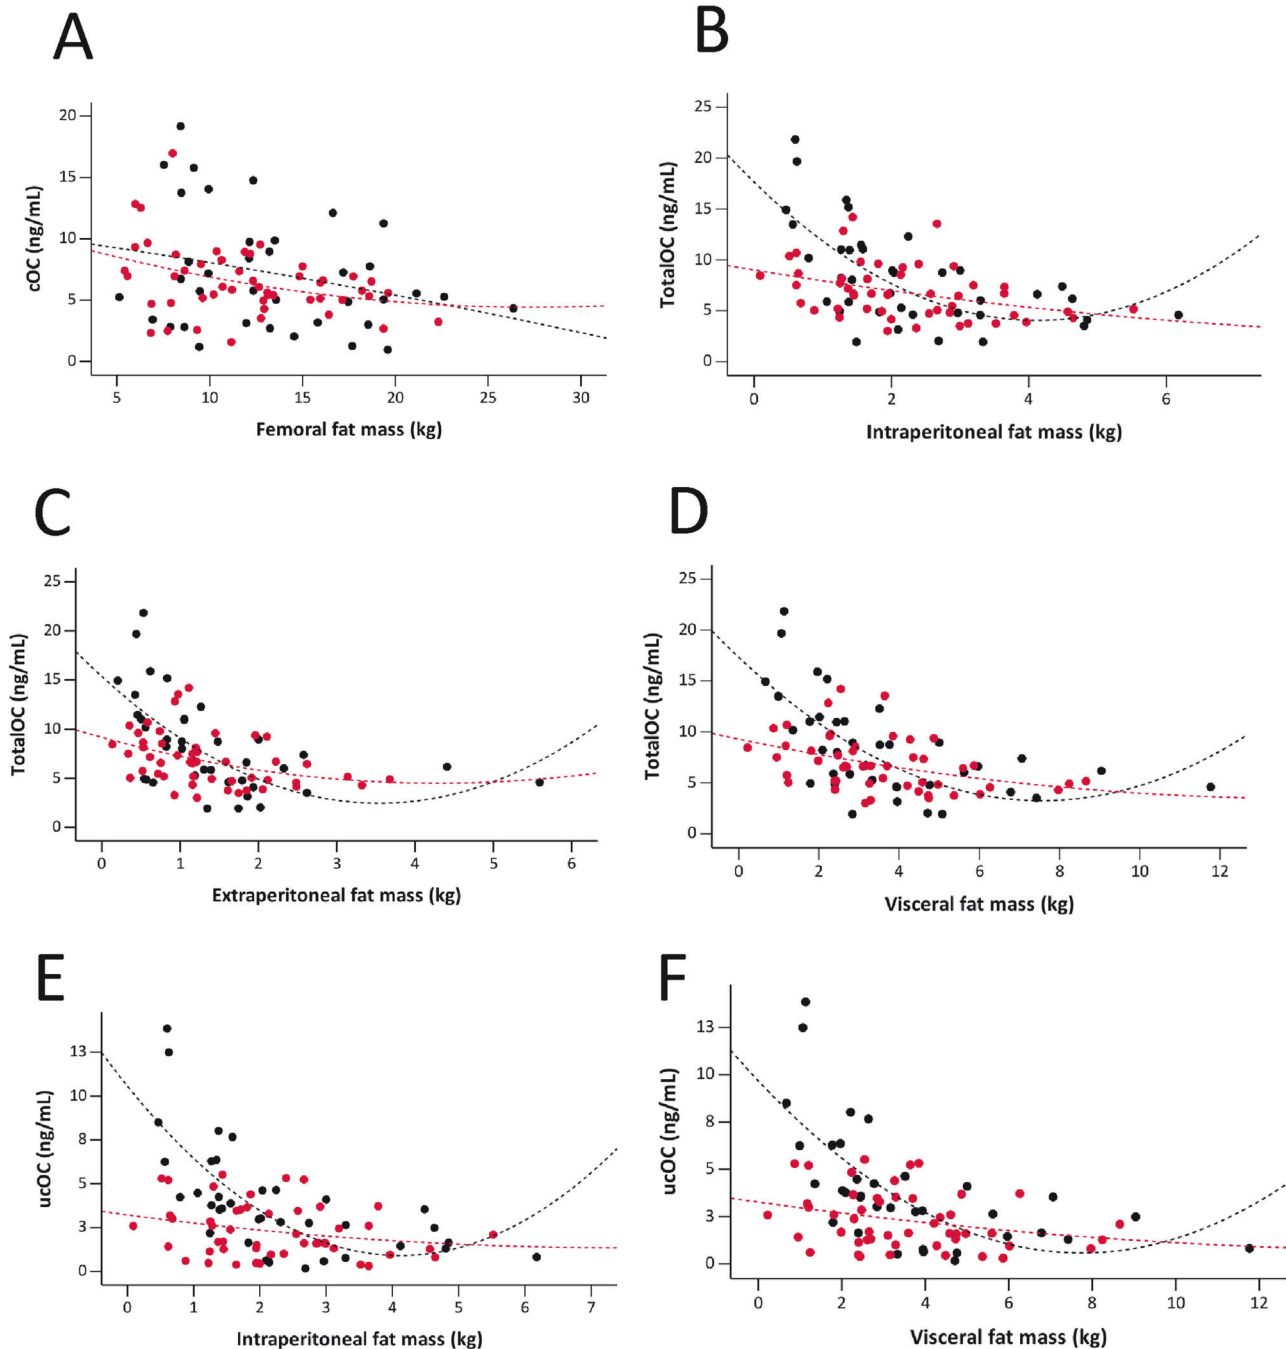 A
20
15
10
5
0
cOC (ng/mL)
5 10 15 20 25 30
Femoral fat mass (kg)
B
25
20
15
10
5
0
TotalOC (ng/mL)
0 2 4 6
Intraperitoneal fat mass (kg)
C
25
20
15
10
5
0
TotalOC (ng/mL)
0 1 2 3 4 5 6
Extraperitoneal fat mass (kg)
D
25
20
15
10
5
0
TotalOC (ng/mL)
0 2 4 6 8 10 12
Visceral fat mass (kg)
E
13
10
8
5
3
0
ucOC (ng/mL)
0 1 2 3 4 5 6 7
Intraperitoneal fat mass (kg)
F
13
10
8
5
3
0
ucOC (ng/mL)
0 2 4 6 8 10 12
Visceral fat mass (kg)